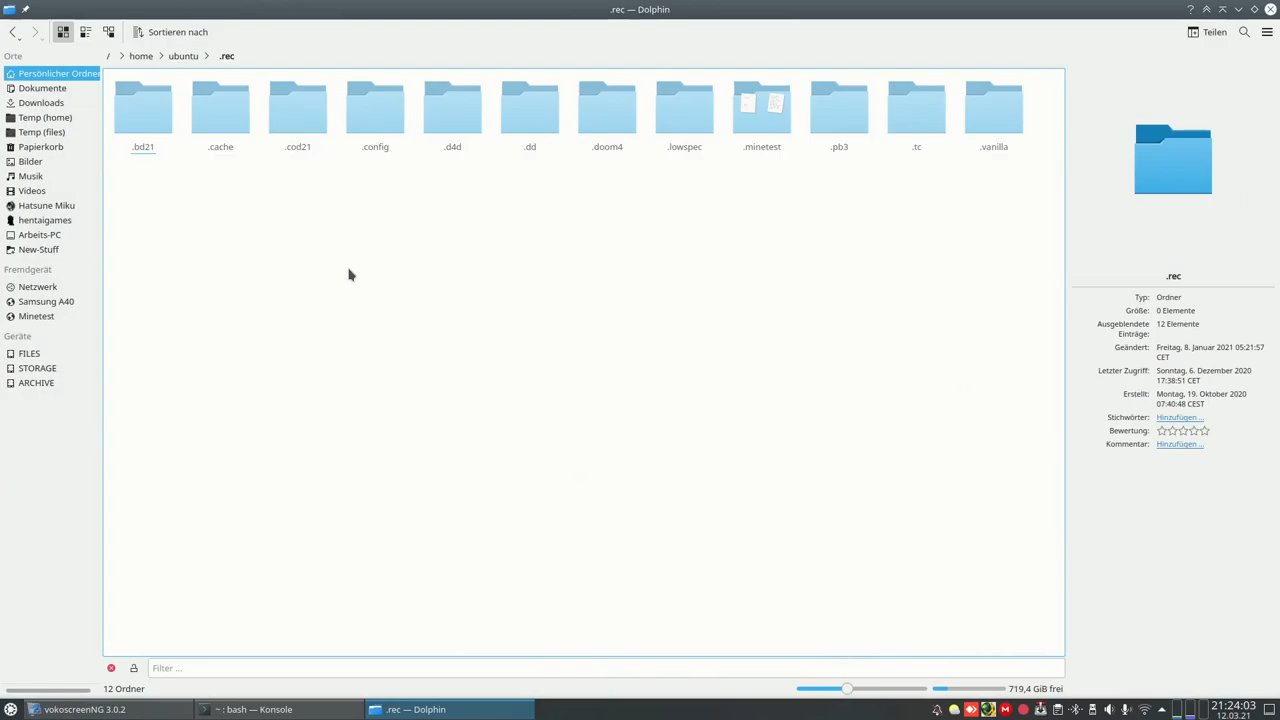 .rec — Dolphin
Sortieren nach
Teilen
Orte
/ home ubuntu .rec
Persönlicher Ordner
Dokumente
Downloads
Temp (home)
Temp (files)
Papierkorb
Bilder
Musik
Videos
Hatsune Miku
hentaigames
Arbeits-PC
New-Stuff
Fremdgerät
Netzwerk
Samsung A40
Minetest
Geräte
FILES
STORAGE
ARCHIVE
.bd21 .cache .cod21 .config .d4d .dd .doom4 .lowspec .minetest .pb3 .tc .vanilla
.rec
Typ: Ordner
Größe: 0 Elemente
Ausgeblendete 12 Elemente
Einträge:
Geändert: Freitag, 8. Januar 2021 05:21:57
CET
Letzter Zugriff: Sonntag, 6. Dezember 2020
17:38:51 CET
Erstellt: Montag, 19. Oktober 2020
07:40:48 CEST
Stichwörter: Hinzufügen ...
Bewertung:
Kommentar: Hinzufügen ...
Filter ...
12 Ordner
719,4 GiB frei
vokoscreenNG 3.0.2
~ : bash — Konsole
.rec — Dolphin
21:24:03
12.03.21